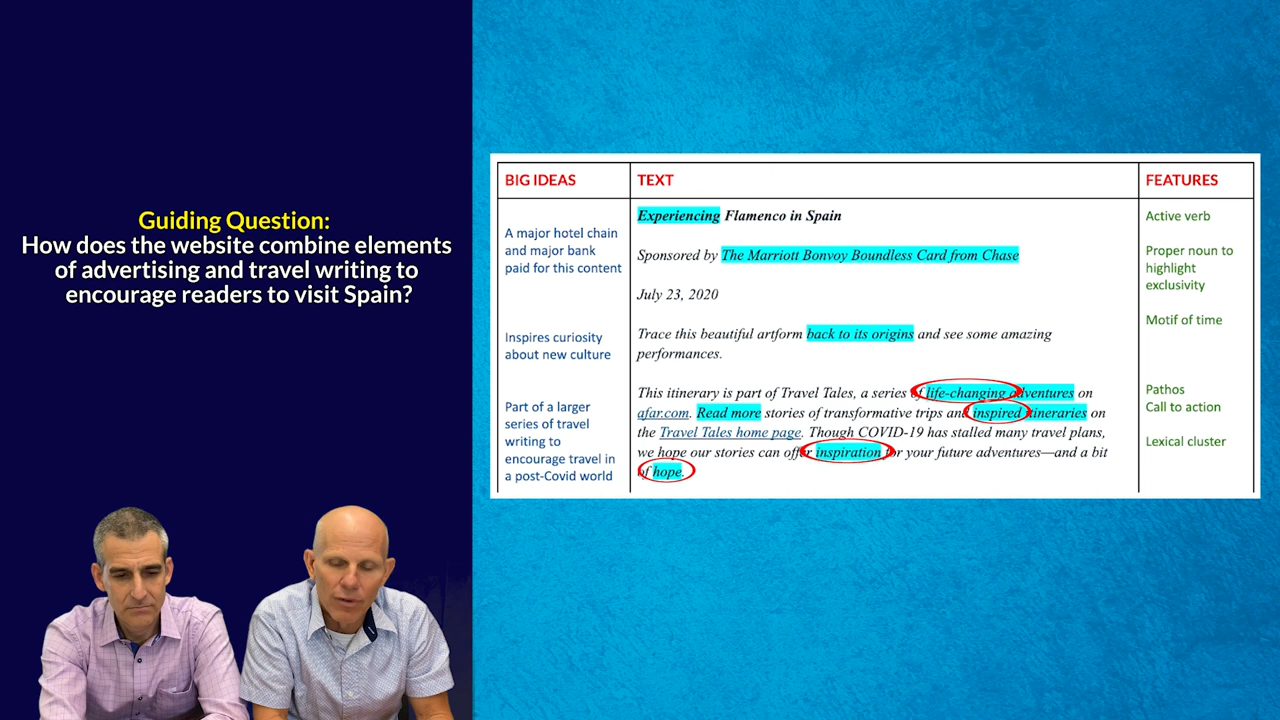 Guiding Question:
How does the website combine elements
of advertising and travel writing to
encourage readers to visit Spain?
BIG IDEAS
A major hotel chain
and major bank
paid for this content
Inspires curiosity
about new culture
Part of a larger
series of travel
writing to
encourage travel in
a post-Covid world
TEXT
Experiencing Flamenco in Spain
Sponsored by The Marriott Bonvoy Boundless Card from Chase
July 23, 2020
Trace this beautiful artform back to its origins and see some amazing
performances.
This itinerary is part of Travel Tales, a series of life-changing adventures on
afar.com. Read more stories of transformative trips and inspired itineraries on
the Travel Tales home page. Though COVID-19 has stalled many travel plans,
we hope our stories can offer inspiration for your future adventures—and a bit
of hope.
FEATURES
Active verb
Proper noun to
highlight
exclusivity
Motif of time
Pathos
Call to action
Lexical cluster